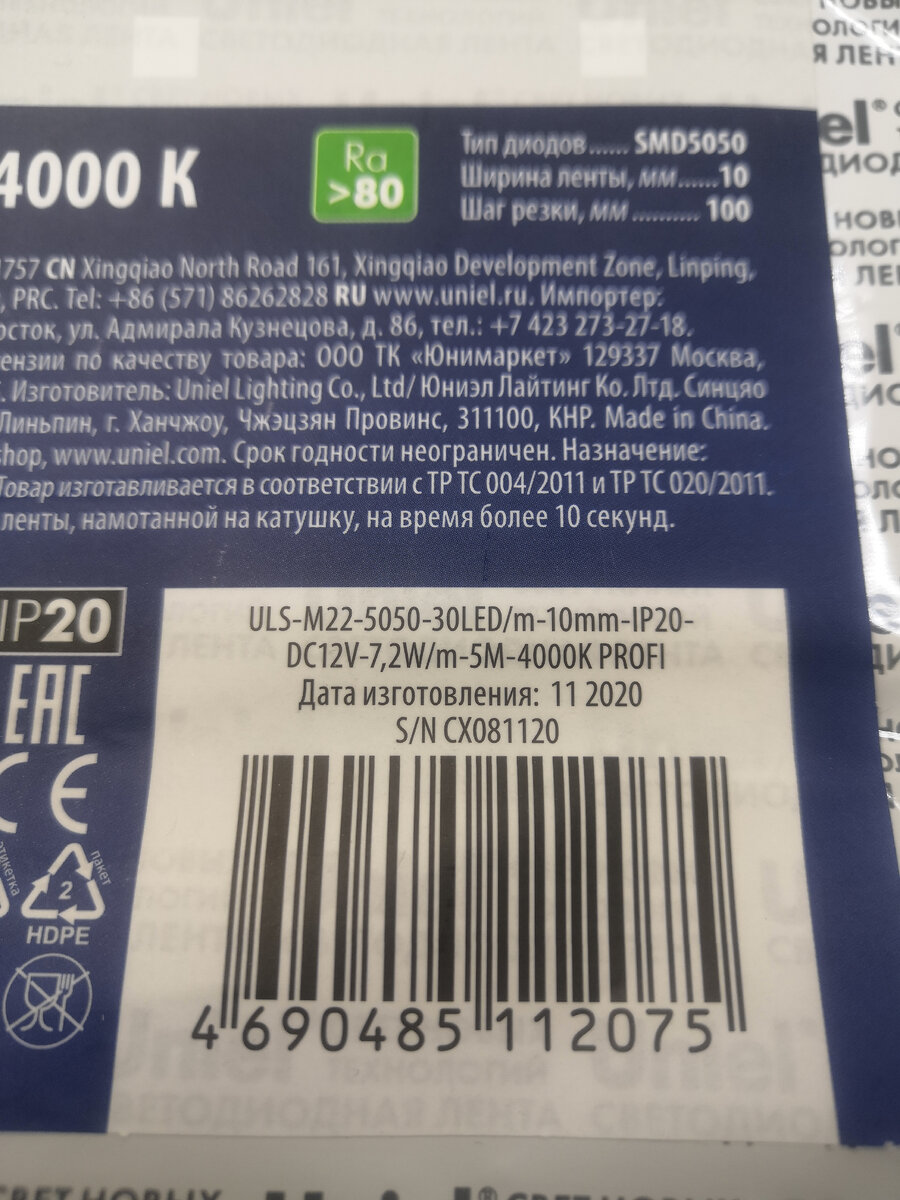 4000 K
Ra
>80
Тип диодов...... SMD5050
Ширина ленты, мм......10
Шаг резки, мм .......... 100
757 CN Xingqiao North Road 161, Xingqiao Development Zone, Linping,
, PRC. Tel: +86 (571) 86262828 RU www.uniel.ru. Импортер:
осток, ул. Адмирала Кузнецова, д. 86, тел.: +7 423 273-27-18.
ензии по качеству товара: ООО ТК «Юнимаркет» 129337 Москва,
. Изготовитель: Uniel Lighting Co., Ltd/ Юниэл Лайтинг Ко. Лтд. Синцяо
Линьпин, г. Ханчжоу, Чжэцзян Провинс, 311100, КНР. Made in China.
shop, www.uniel.com. Срок годности неограничен. Назначение:
Товар изготавливается в соответствии с ТР ТС 004/2011 и ТР ТС 020/2011.
ленты, намотанной на катушку, на время более 10 секунд.
IP20
EAC
CE
этикетка
пакет
2
HDPE
ULS-M22-5050-30LED/m-10mm-IP20-
DC12V-7,2W/m-5M-4000K PROFI
Дата изготовления: 11 2020
S/N CX081120
4 690485 112075